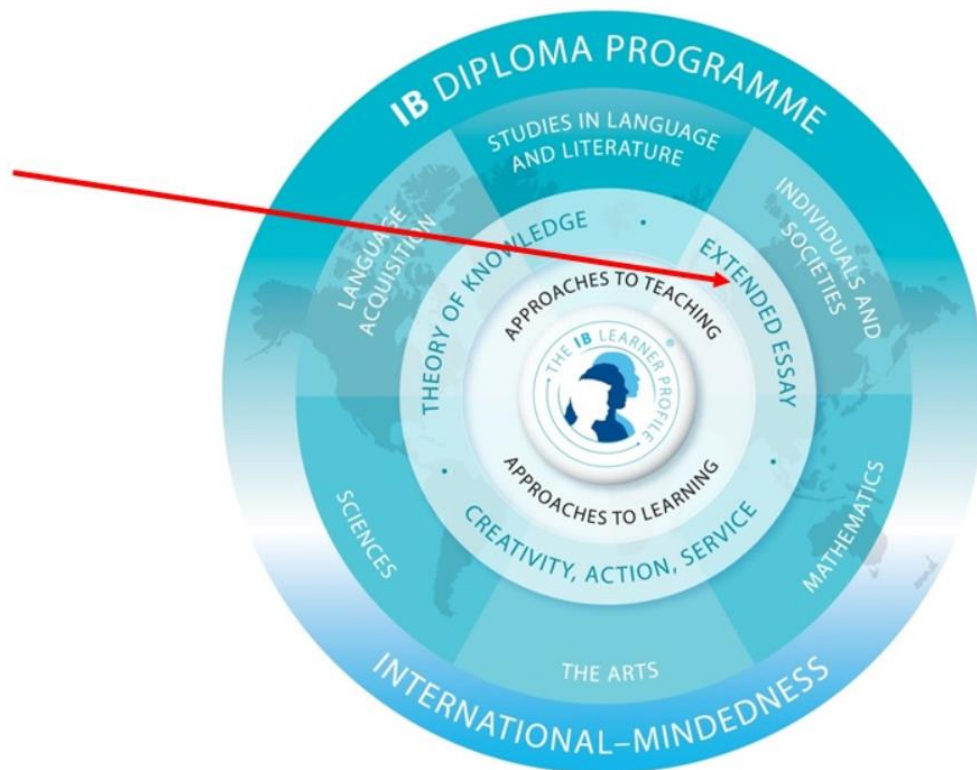 IB DIPLOMA PROGRAMME
STUDIES IN LANGUAGE
AND LITERATURE
LANGUAGE
ACQUISITION
INDIVIDUALS AND
SOCIETIES
THEORY OF KNOWLEDGE
EXTENDED ESSAY
APPROACHES TO TEACHING
THE IB LEARNER PROFILE
®
APPROACHES TO LEARNING
CREATIVITY, ACTION, SERVICE
SCIENCES
MATHEMATICS
THE ARTS
INTERNATIONAL–MINDEDNESS